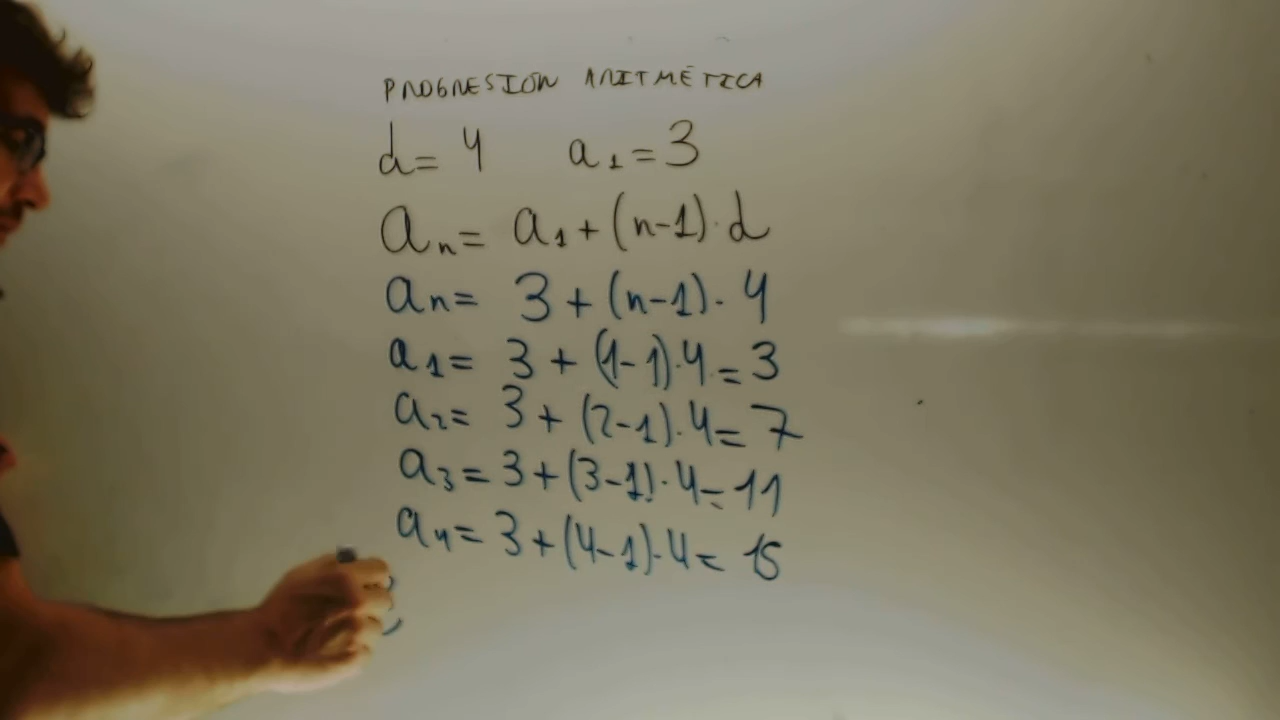 PROGRESIÓN ARITMÉTICA
d= 4 a₁=3
aₙ= a₁+(n-1)·d
aₙ= 3+(n-1)·4
a₁= 3+(1-1)·4=3
a₂= 3+(2-1)·4=7
a₃=3+(3-1)·4=11
a₄=3+(4-1)·4=15